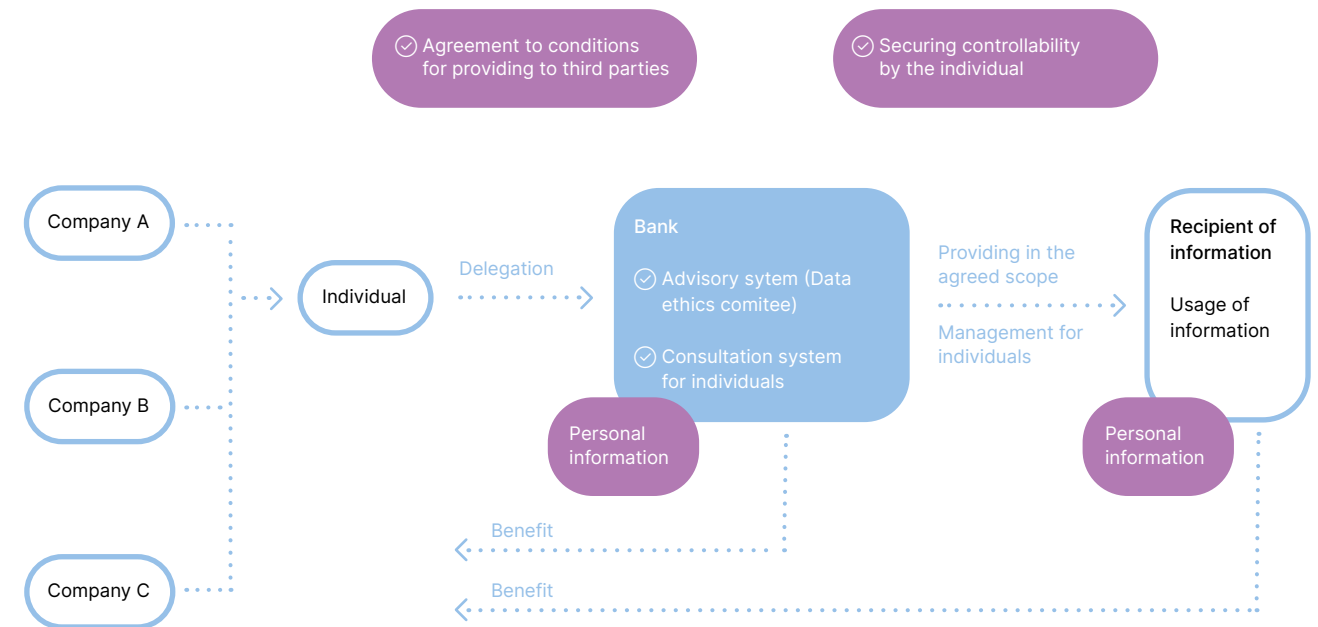 Agreement to conditions
for providing to third parties
Securing controllability
by the individual
Company A
Company B
Company C
Individual
Delegation
Bank
Advisory sytem (Data
ethics comitee)
Consultation system
for individuals
Personal
information
Providing in the
agreed scope
Management for
individuals
Recipient of
information
Usage of
information
Personal
information
Benefit
Benefit